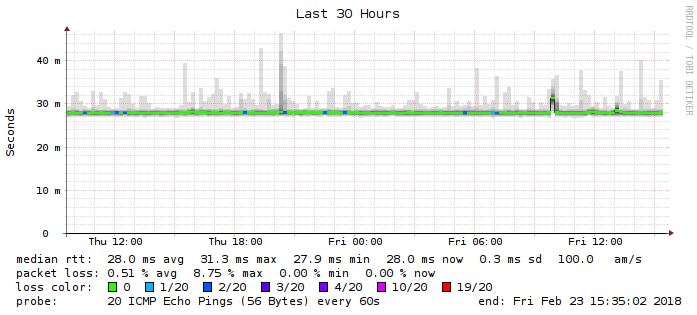 Last 30 Hours
RRDTOOL / TOBI OETIKER
Seconds
40 m
30 m
20 m
10 m
0
Thu 12:00 Thu 18:00 Fri 00:00 Fri 06:00 Fri 12:00
median rtt: 28.0 ms avg 31.3 ms max 27.9 ms min 28.0 ms now 0.3 ms sd 100.0 am/s
packet loss: 0.51 % avg 8.75 % max 0.00 % min 0.00 % now
loss color: 0 1/20 2/20 3/20 4/20 10/20 19/20
probe: 20 ICMP Echo Pings (56 Bytes) every 60s end: Fri Feb 23 15:35:02 2018